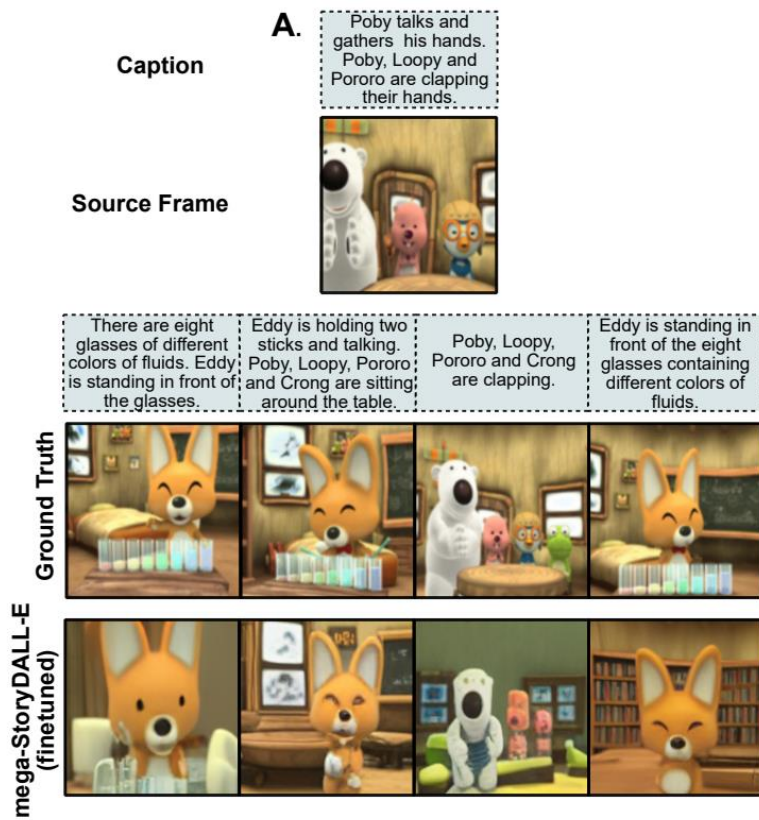 A.
Caption
Poby talks and
gathers his hands.
Poby, Loopy and
Pororo are clapping
their hands.
Source Frame
There are eight
glasses of different
colors of fluids. Eddy
is standing in front of
the glasses.
Eddy is holding two
sticks and talking.
Poby, Loopy, Pororo
and Crong are sitting
around the table.
Poby, Loopy,
Pororo and Crong
are clapping.
Eddy is standing in
front of the eight
glasses containing
different colors of
fluids.
Ground Truth
mega-StoryDALL-E
(finetuned)